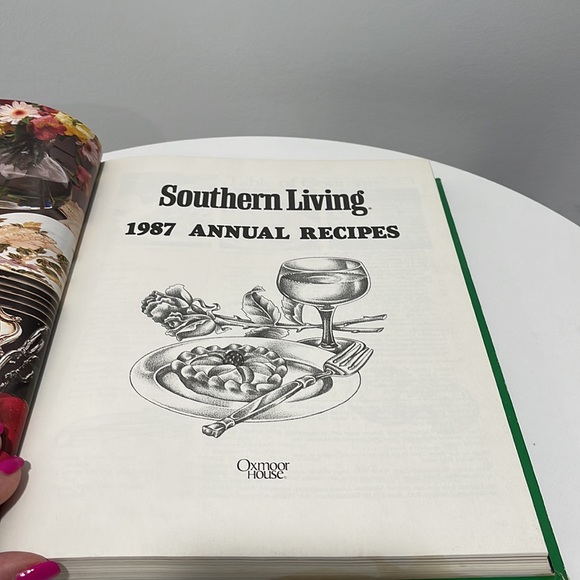 Southern Living®
1987 ANNUAL RECIPES
Oxmoor
House®